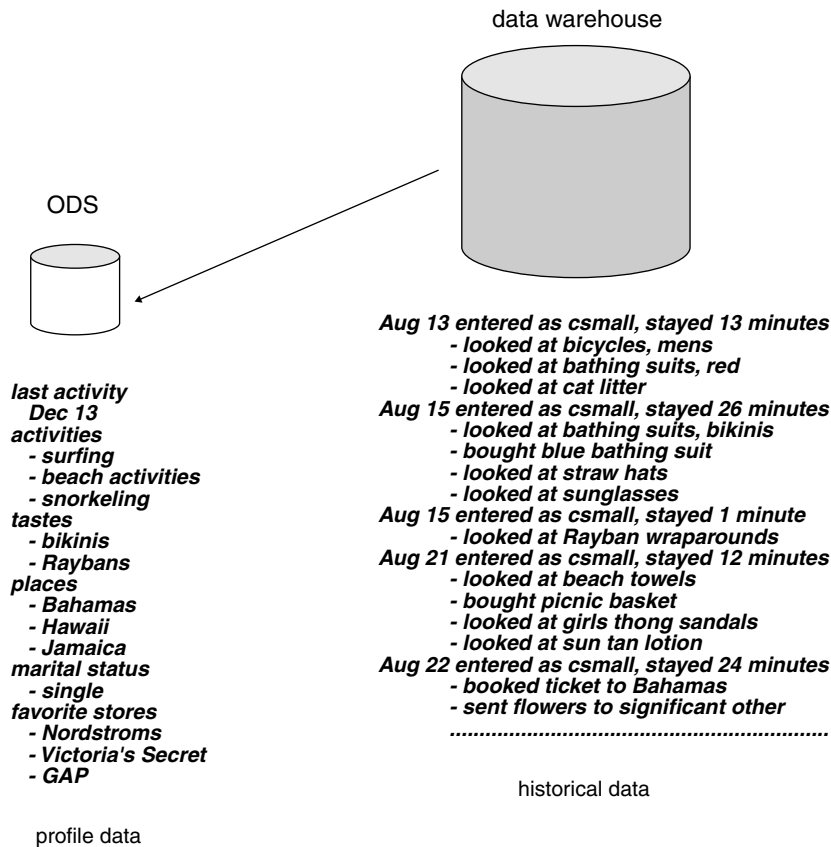 data warehouse
ODS
last activity
Dec 13
activities
- surfing
- beach activities
- snorkeling
tastes
- bikinis
- Raybans
places
- Bahamas
- Hawaii
- Jamaica
marital status
- single
favorite stores
- Nordstroms
- Victoria's Secret
- GAP
profile data
Aug 13 entered as csmall, stayed 13 minutes
- looked at bicycles, mens
- looked at bathing suits, red
- looked at cat litter
Aug 15 entered as csmall, stayed 26 minutes
- looked at bathing suits, bikinis
- bought blue bathing suit
- looked at straw hats
- looked at sunglasses
Aug 15 entered as csmall, stayed 1 minute
- looked at Rayban wraparounds
Aug 21 entered as csmall, stayed 12 minutes
- looked at beach towels
- bought picnic basket
- looked at girls thong sandals
- looked at sun tan lotion
Aug 22 entered as csmall, stayed 24 minutes
- booked ticket to Bahamas
- sent flowers to significant other
................................................................
historical data